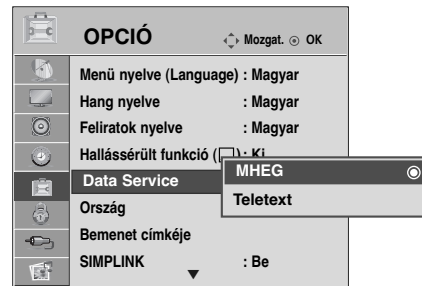 OPCIÓ
Mozgat. OK
Menü nyelve (Language) : Magyar
Hang nyelve : Magyar
Feliratok nyelve : Magyar
Hallássérült funkció ( ) : Ki
Data Service
MHEG
Teletext
Ország
Bemenet címkéje
SIMPLINK : Be